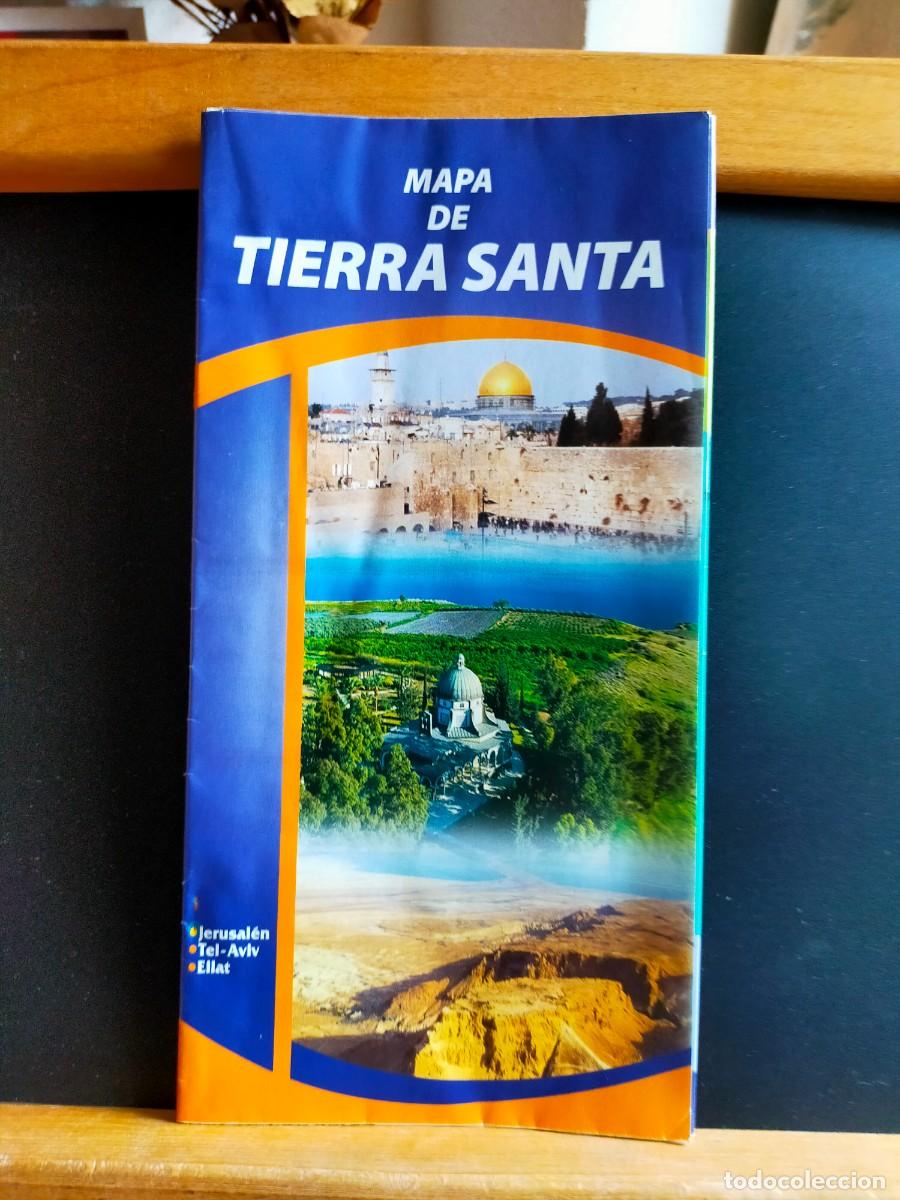 MAPA
DE
TIERRA SANTA
Jerusalén
Tel-Aviv
Eilat
todocoleccion